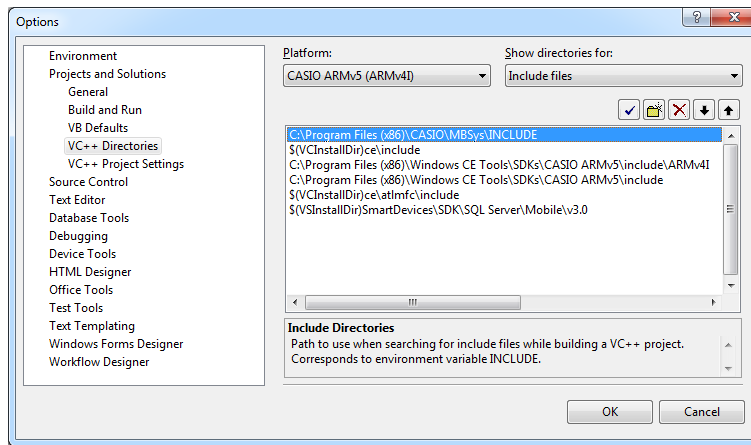 Options
Environment
Projects and Solutions
General
Build and Run
VB Defaults
VC++ Directories
VC++ Project Settings
Source Control
Text Editor
Database Tools
Debugging
Device Tools
HTML Designer
Office Tools
Test Tools
Text Templating
Windows Forms Designer
Workflow Designer
Platform:
CASIO ARMv5 (ARMv4I)
Show directories for:
Include files
C:\Program Files (x86)\CASIO\MBSys\INCLUDE
$(VCInstallDir)ce\include
C:\Program Files (x86)\Windows CE Tools\SDKs\CASIO ARMv5\include\ARMv4I
C:\Program Files (x86)\Windows CE Tools\SDKs\CASIO ARMv5\include
$(VCInstallDir)ce\atlmfc\include
$(VSInstallDir)SmartDevices\SDK\SQL Server\Mobile\v3.0
Include Directories
Path to use when searching for include files while building a VC++ project.
Corresponds to environment variable INCLUDE.
OK
Cancel